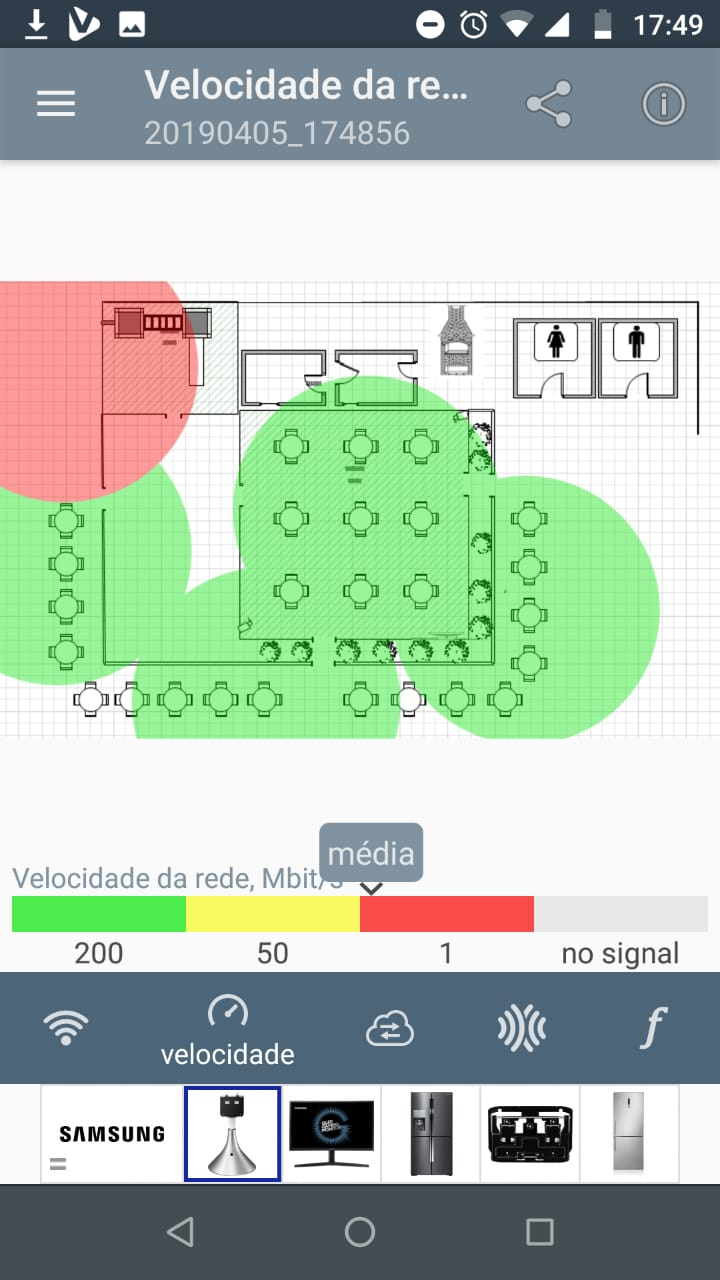 17:49
Velocidade da re...
20190405_174856
média
Velocidade da rede, Mbit/s
200 50 1 no signal
velocidade
SAMSUNG